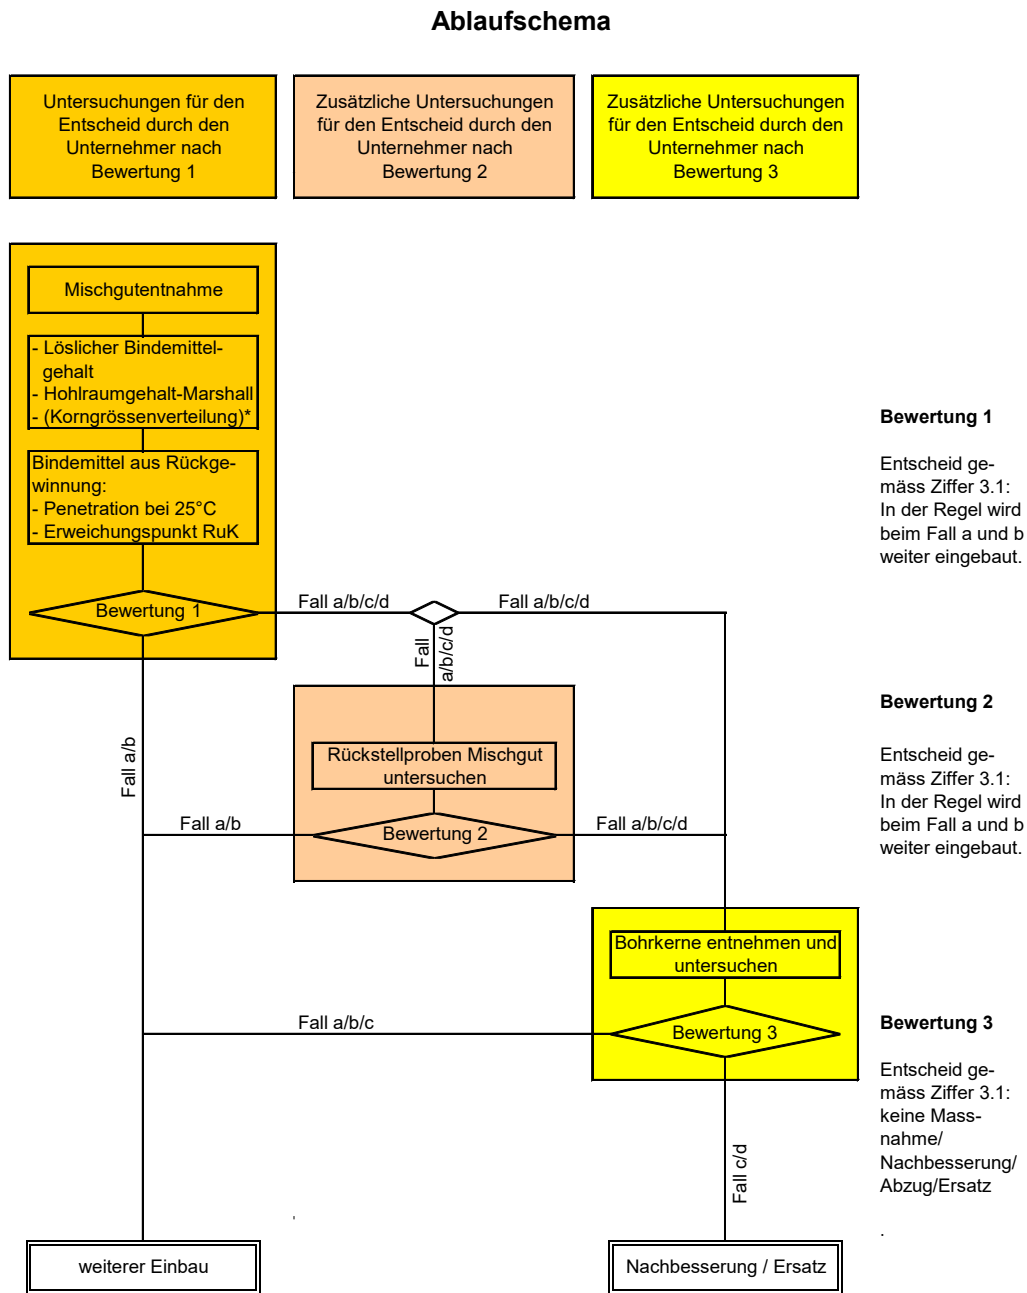 Ablaufschema
Untersuchungen für den
Entscheid durch den
Unternehmer nach
Bewertung 1
Zusätzliche Untersuchungen
für den Entscheid durch den
Unternehmer nach
Bewertung 2
Zusätzliche Untersuchungen
für den Entscheid durch den
Unternehmer nach
Bewertung 3
Mischgutentnahme
- Löslicher Bindemittel-
gehalt
- Hohlraumgehalt-Marshall
- (Korngrössenverteilung)*
Bindemittel aus Rückge-
winnung:
- Penetration bei 25°C
- Erweichungspunkt RuK
Bewertung 1
Fall a/b/c/d
Fall a/b/c/d
Fall
a/b/c/d
Bewertung 1
Entscheid ge-
mäss Ziffer 3.1:
In der Regel wird
beim Fall a und b
weiter eingebaut.
Fall a/b
Rückstellproben Mischgut
untersuchen
Fall a/b
Bewertung 2
Fall a/b/c/d
Bewertung 2
Entscheid ge-
mäss Ziffer 3.1:
In der Regel wird
beim Fall a und b
weiter eingebaut.
Bohrkerne entnehmen und
untersuchen
Fall a/b/c
Bewertung 3
Bewertung 3
Entscheid ge-
mäss Ziffer 3.1:
keine Mass-
nahme/
Nachbesserung/
Abzug/Ersatz
.
Fall c/d
weiterer Einbau
Nachbesserung / Ersatz